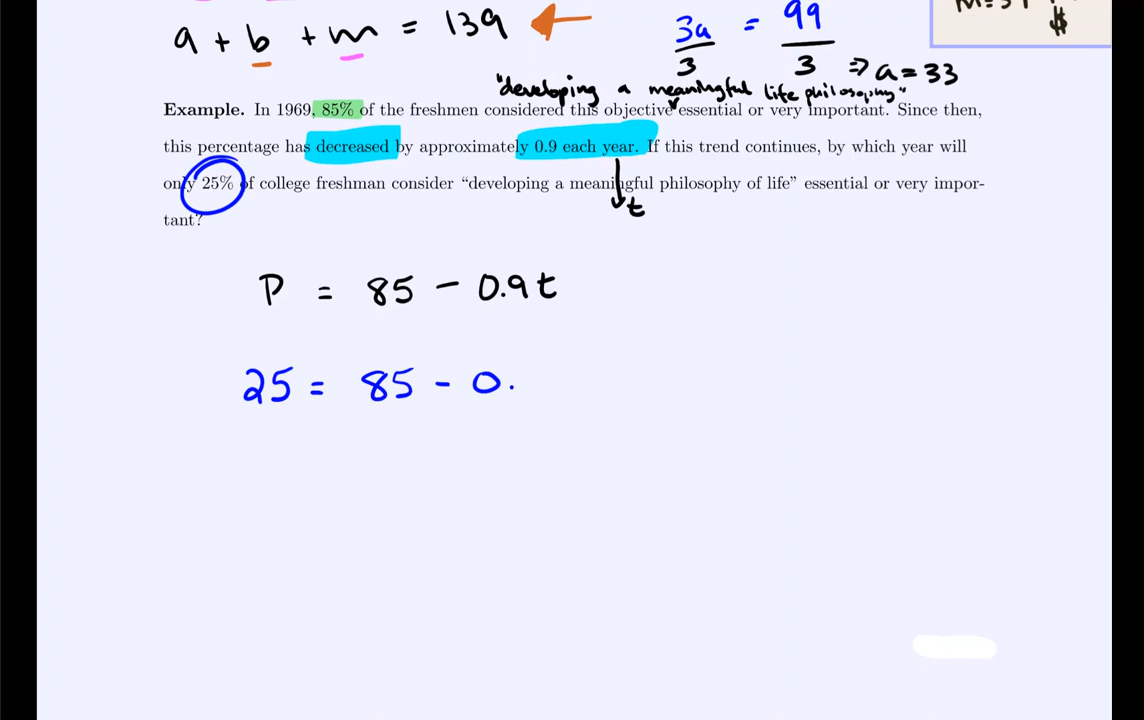 a + b + m = 139
3a/3 = 99/3 ⇒ a = 33
"developing a meaningful life philosophy"
Example. In 1969, 85% of the freshmen considered this objective essential or very important. Since then,
this percentage has decreased by approximately 0.9 each year. If this trend continues, by which year will
only 25% of college freshman consider “developing a meaningful philosophy of life” essential or very impor-
tant?
t
P = 85 - 0.9t
25 = 85 - 0.